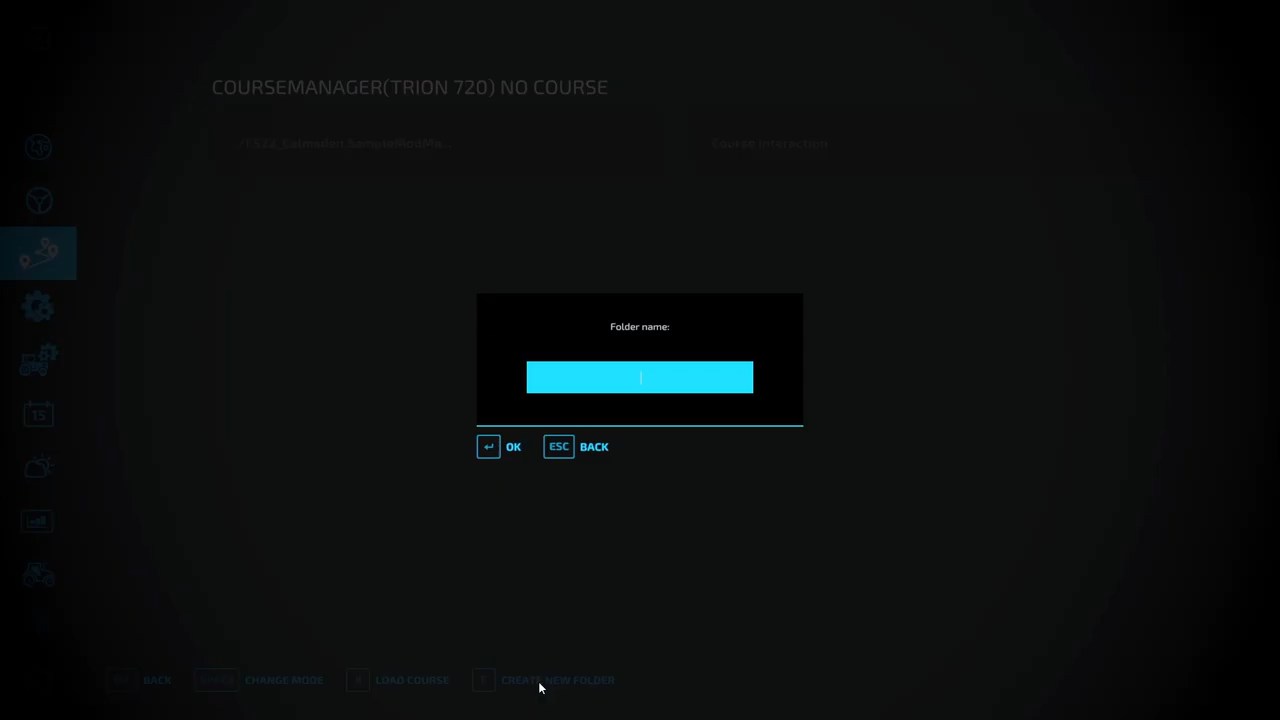 COURSEMANAGER(TRION 720) NO COURSE
Course Interaction
Folder name:
OK ESC BACK
15
BACK CHANGE MODE LOAD COURSE CREATE NEW FOLDER